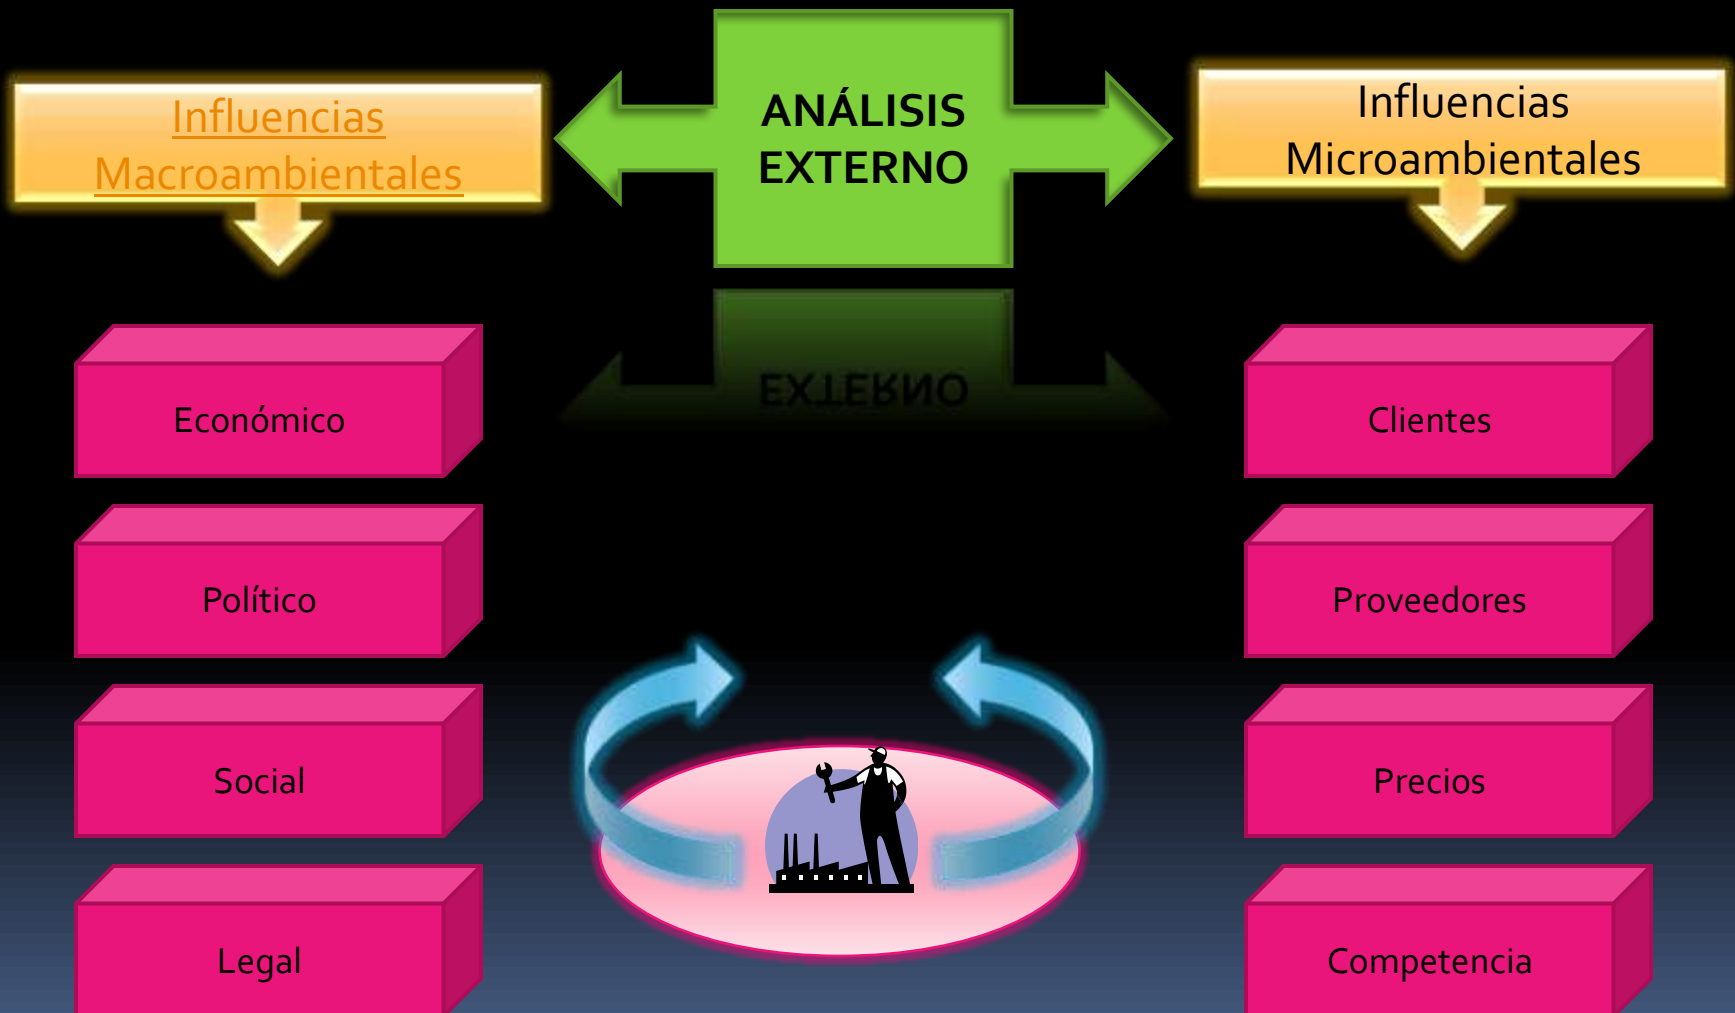 ANÁLISIS
EXTERNO
Influencias
Macroambientales
Económico
Político
Social
Legal
Influencias
Microambientales
Clientes
Proveedores
Precios
Competencia